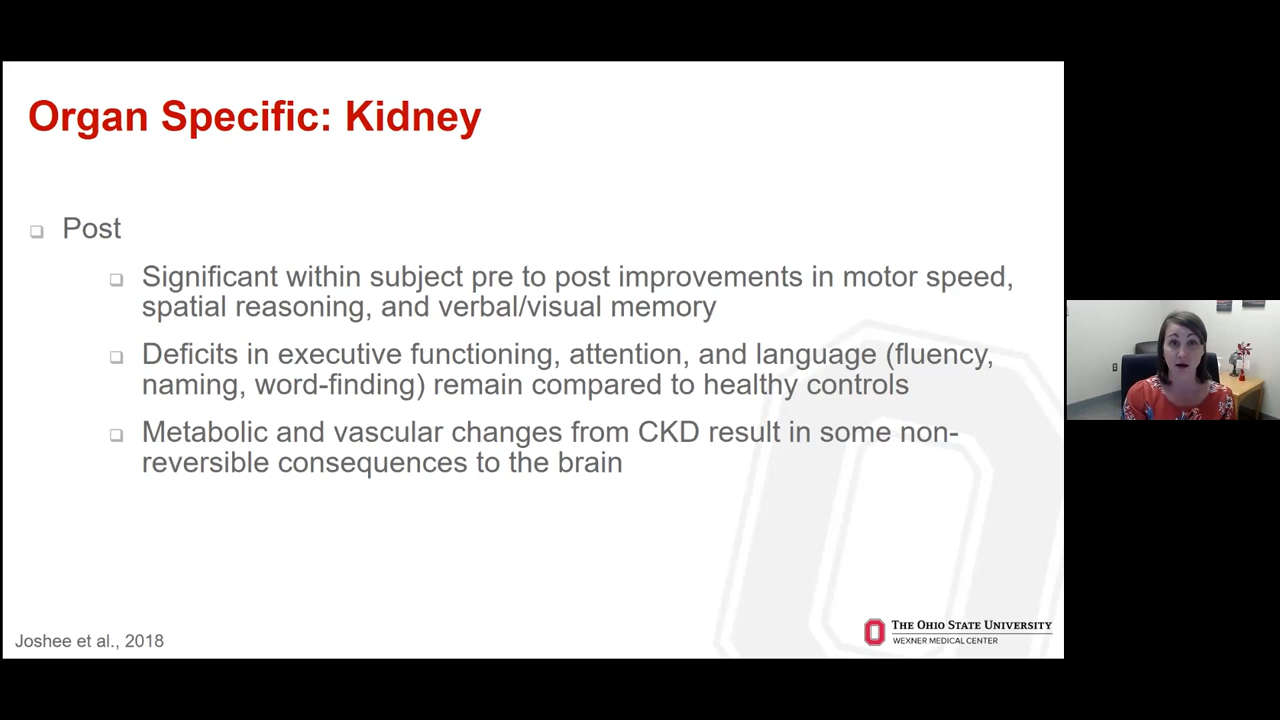 Organ Specific: Kidney
Post
Significant within subject pre to post improvements in motor speed,
spatial reasoning, and verbal/visual memory
Deficits in executive functioning, attention, and language (fluency,
naming, word-finding) remain compared to healthy controls
Metabolic and vascular changes from CKD result in some non-
reversible consequences to the brain
Joshee et al., 2018
THE OHIO STATE UNIVERSITY
WEXNER MEDICAL CENTER